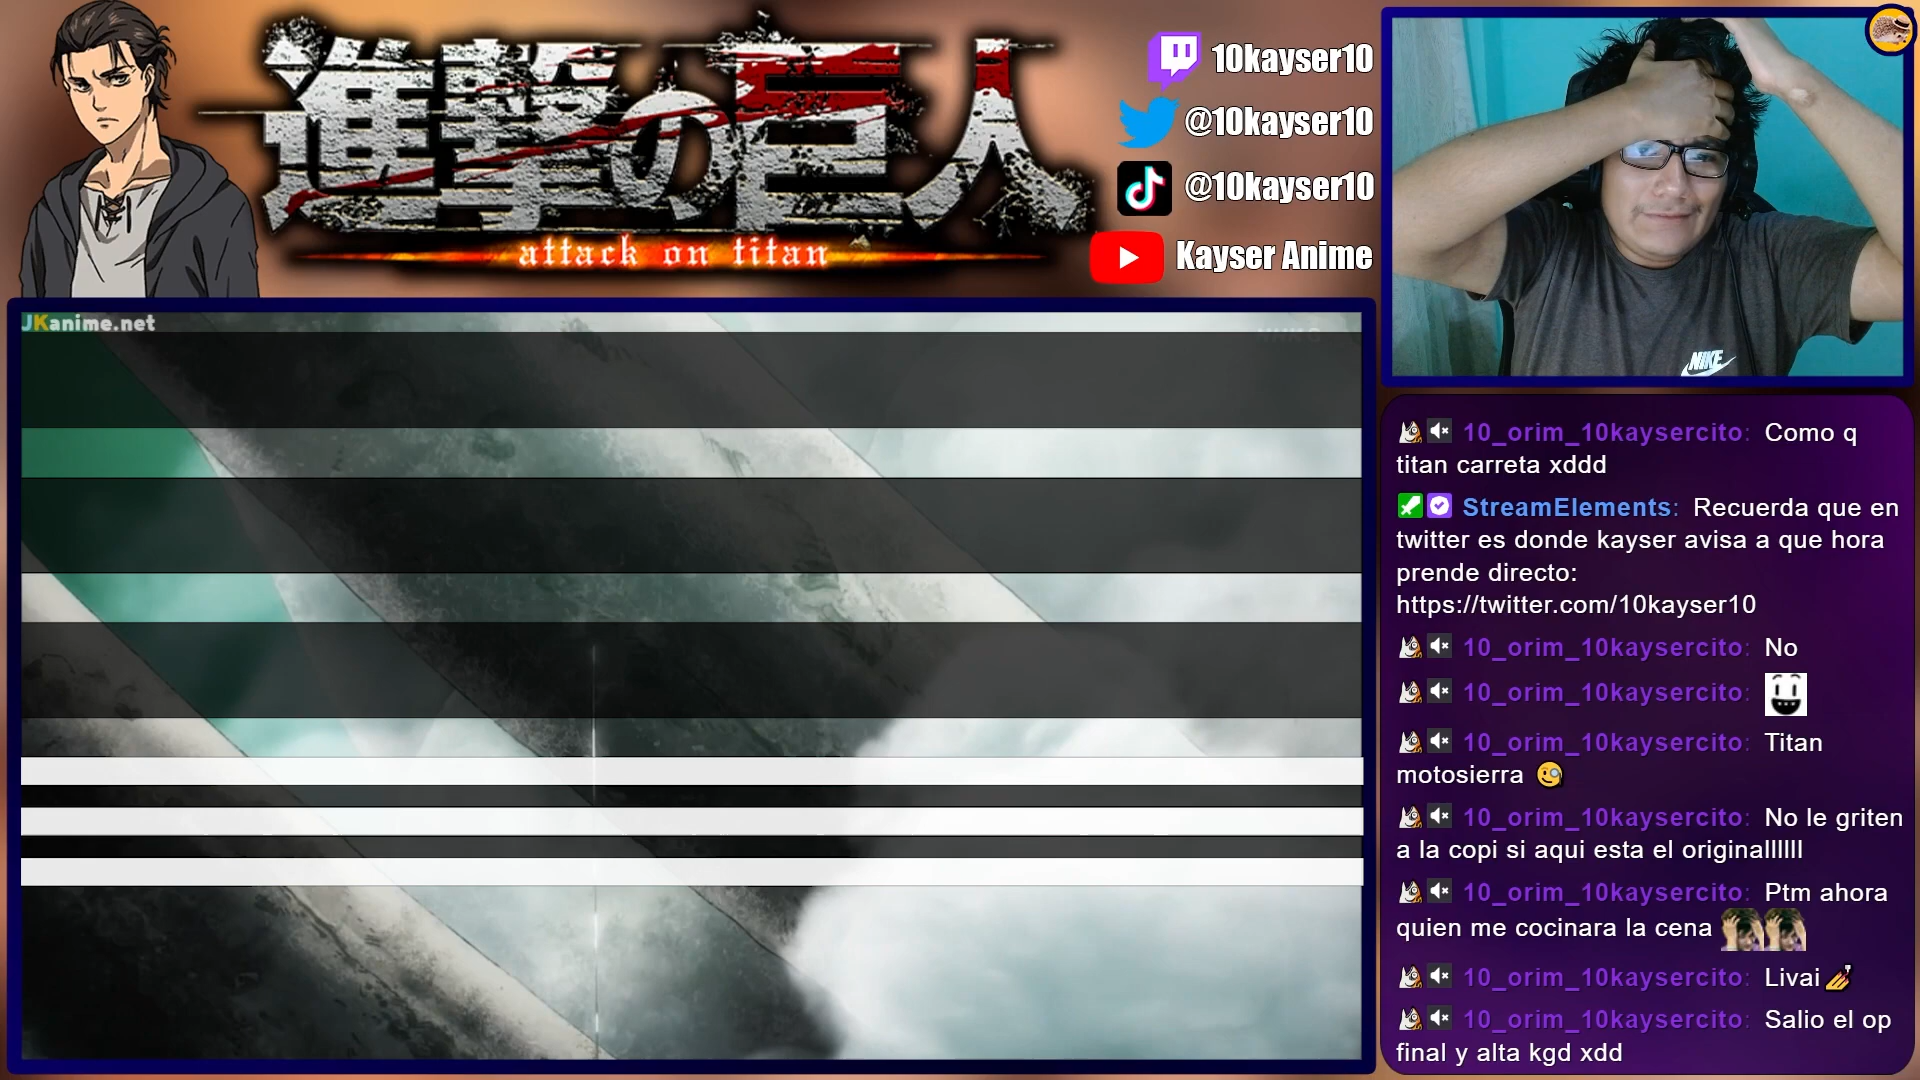 進撃の巨人
attack on titan
10kayser10
@10kayser10
@10kayser10
Kayser Anime
JKanime.net
NIKE
10_orim_10kaysercito: Como q
titan carreta xddd
StreamElements: Recuerda que en
twitter es donde kayser avisa a que hora
prende directo:
https://twitter.com/10kayser10
10_orim_10kaysercito: No
10_orim_10kaysercito:
10_orim_10kaysercito: Titan
motosierra
10_orim_10kaysercito: No le griten
a la copi si aqui esta el originallllll
10_orim_10kaysercito: Ptm ahora
quien me cocinara la cena
10_orim_10kaysercito: Livai
10_orim_10kaysercito: Salio el op
final y alta kgd xdd